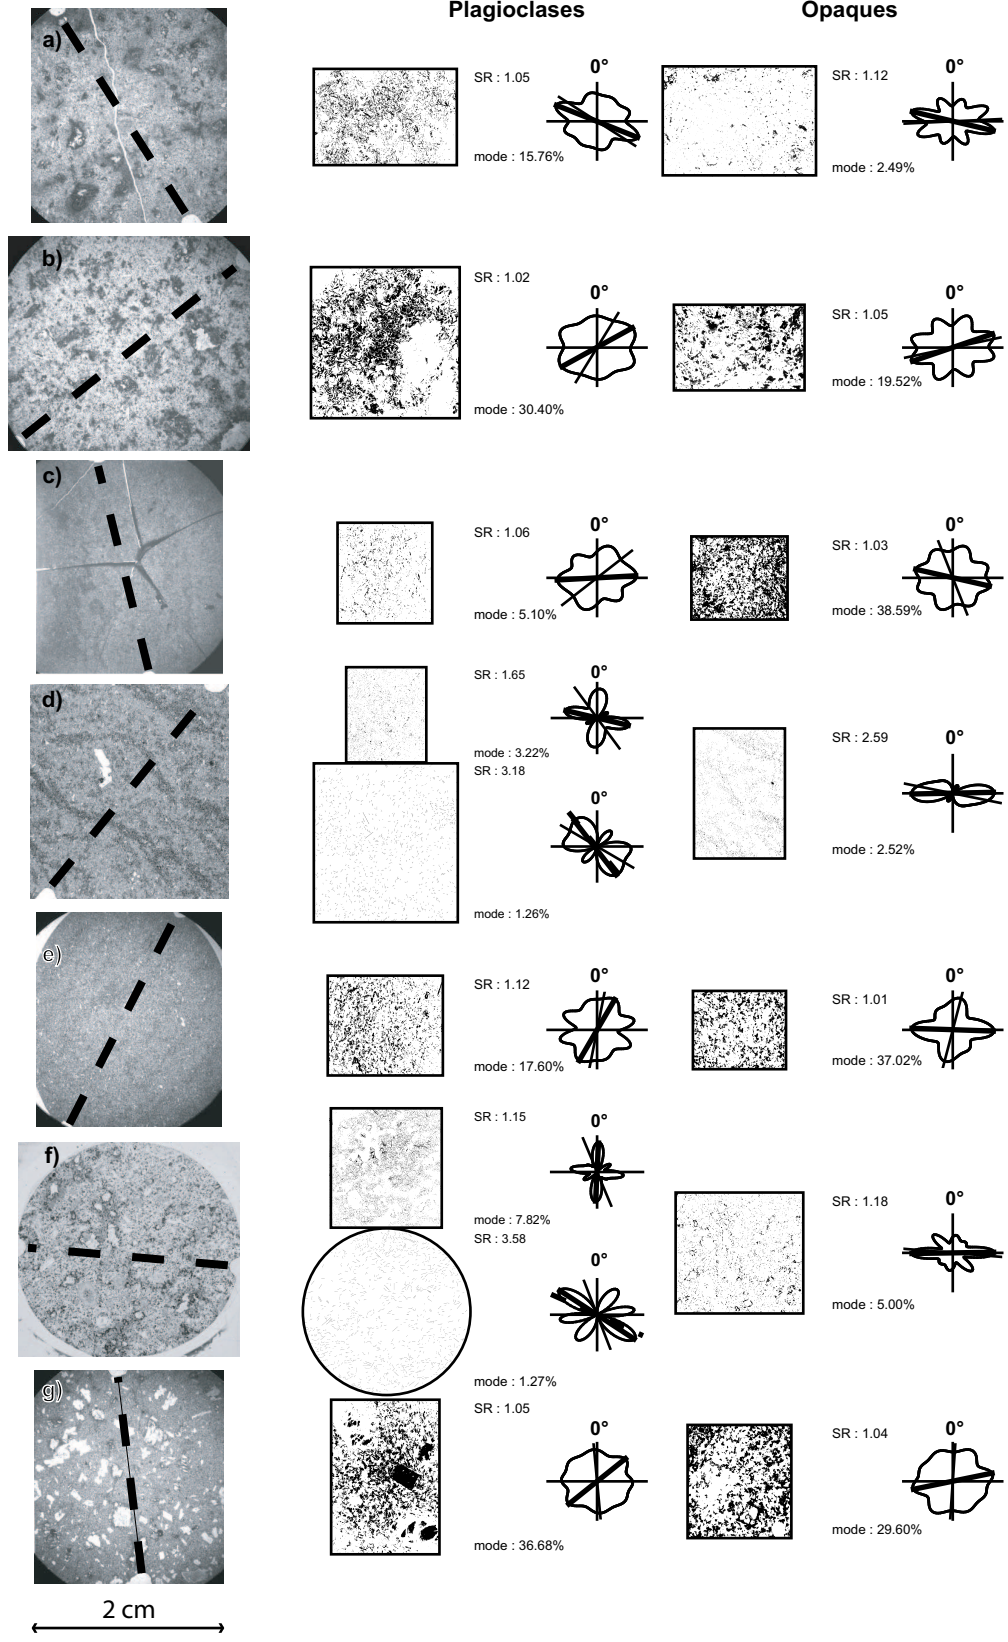 Plagioclases Opaques
a)
SR : 1.05
0°
mode : 15.76%
SR : 1.12
0°
mode : 2.49%
b)
SR : 1.02
0°
mode : 30.40%
SR : 1.05
0°
mode : 19.52%
c)
SR : 1.06
0°
mode : 5.10%
SR : 1.03
0°
mode : 38.59%
d)
SR : 1.65
0°
mode : 3.22%
SR : 3.18
0°
mode : 1.26%
SR : 2.59
0°
mode : 2.52%
e)
SR : 1.12
0°
mode : 17.60%
SR : 1.01
0°
mode : 37.02%
f)
SR : 1.15
0°
mode : 7.82%
SR : 3.58
0°
mode : 1.27%
SR : 1.18
0°
mode : 5.00%
g)
SR : 1.05
0°
mode : 36.68%
SR : 1.04
0°
mode : 29.60%
2 cm